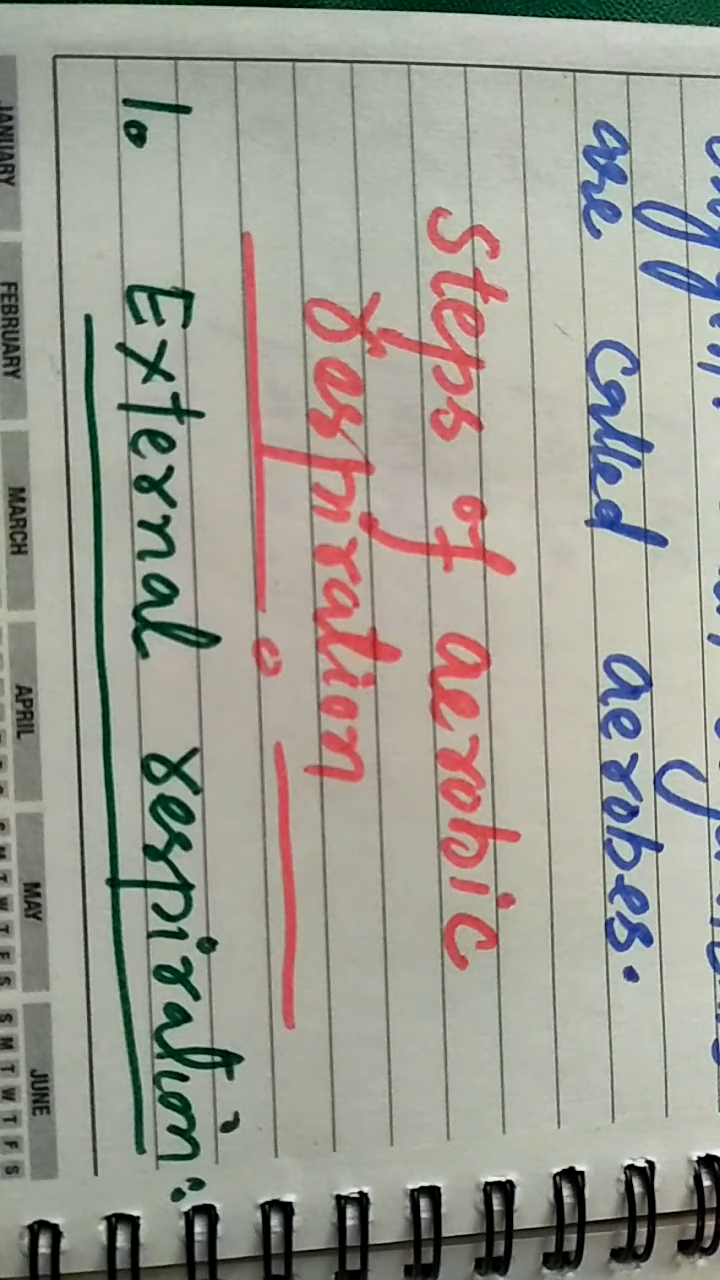 are called aerobes.
Steps of aerobic
respiration
1. External respiration:
JANUARY FEBRUARY MARCH APRIL MAY JUNE
S M T W T F S S M T W T F S